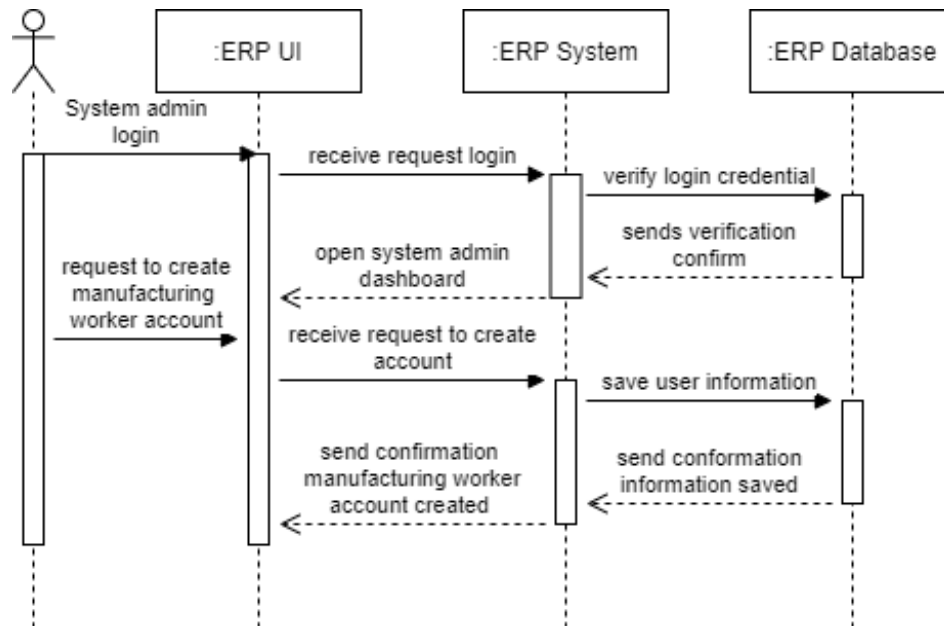 :ERP UI
:ERP System
:ERP Database
System admin
login
receive request login
verify login credential
sends verification
confirm
open system admin
dashboard
request to create
manufacturing
worker account
receive request to create
account
save user information
send confirmation
manufacturing worker
account created
send conformation
information saved